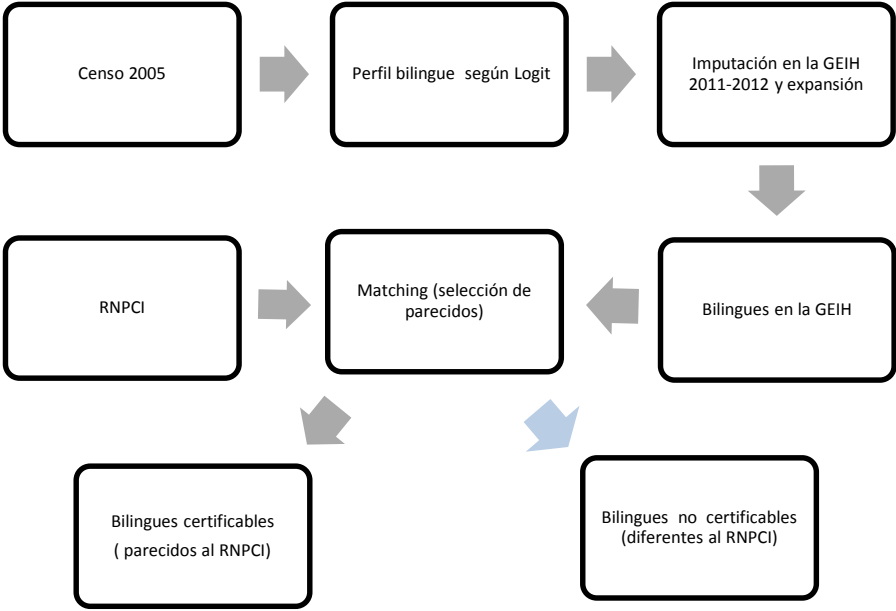 Censo 2005
Perfil bilingue según Logit
Imputación en la GEIH
2011-2012 y expansión
RNPCI
Matching (selección de
parecidos)
Bilingues en la GEIH
Bilingues certificables
( parecidos al RNPCI)
Bilingues no certificables
(diferentes al RNPCI)